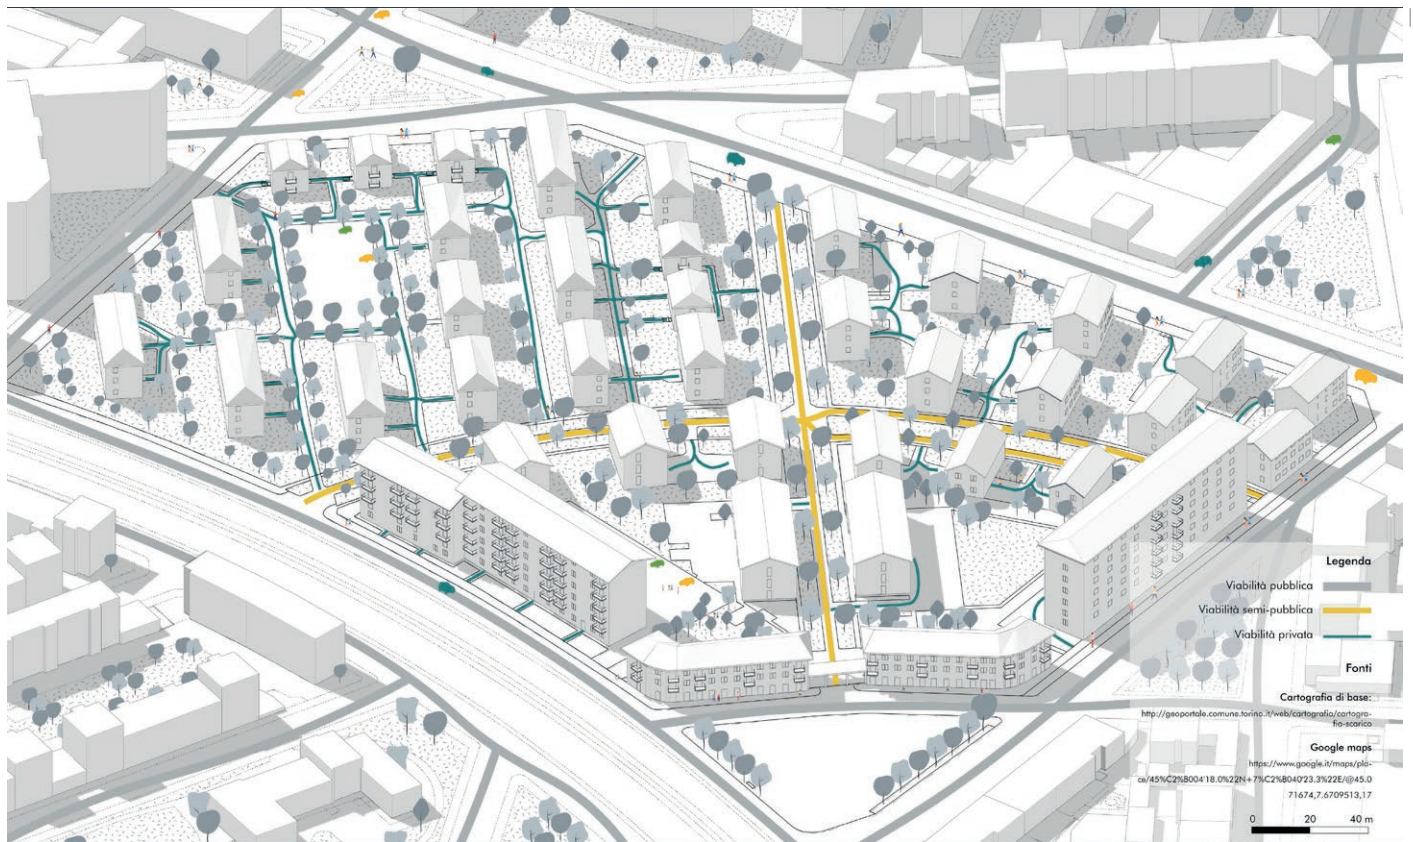 Legenda
Viabilità pubblica
Viabilità semi-pubblica
Viabilità privata
Fonti
Cartografia di base:
http://geoportale.comune.torino.it/web/cartografia/cartogra-
fia-scarico
Google maps
https://www.google.it/maps/pla-
ce/45%C2%B004'18.0%22N+7%C2%B040'23.3%22E/@45.0
71674,7.6709513,17
0 20 40 m